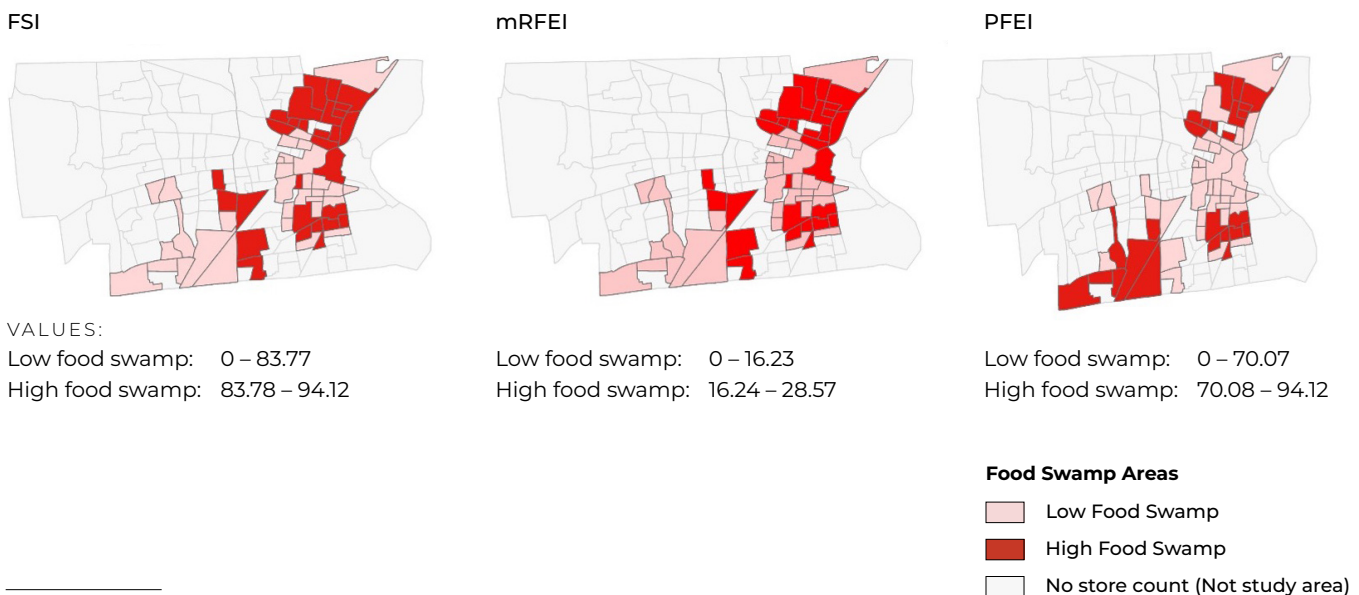 FSI
mRFEI
PFEI
VALUES:
Low food swamp: 0 – 83.77
High food swamp: 83.78 – 94.12
Low food swamp: 0 – 16.23
High food swamp: 16.24 – 28.57
Low food swamp: 0 – 70.07
High food swamp: 70.08 – 94.12
Food Swamp Areas
Low Food Swamp
High Food Swamp
No store count (Not study area)